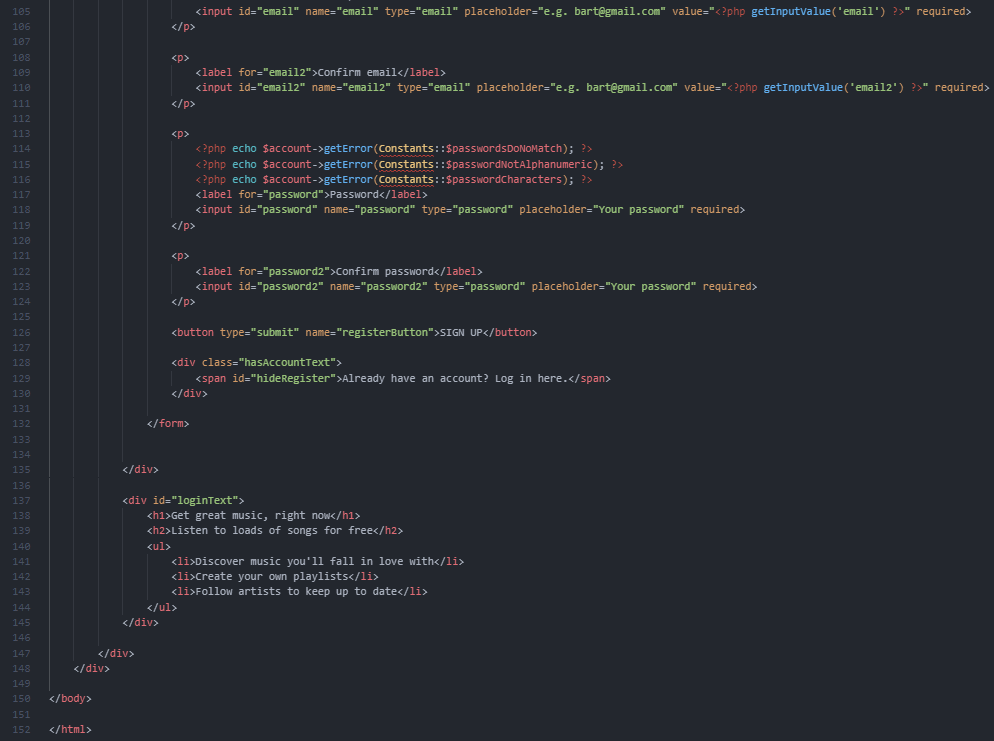 105 <input id="email" name="email" type="email" placeholder="e.g. bart@gmail.com" value="<?php getInputValue('email') ?>" required>
106 </p>
107
108 <p>
109 <label for="email2">Confirm email</label>
110 <input id="email2" name="email2" type="email" placeholder="e.g. bart@gmail.com" value="<?php getInputValue('email2') ?>" required>
111 </p>
112
113 <p>
114 <?php echo $account->getError(Constants::$passwordsDoNoMatch); ?>
115 <?php echo $account->getError(Constants::$passwordNotAlphanumeric); ?>
116 <?php echo $account->getError(Constants::$passwordCharacters); ?>
117 <label for="password">Password</label>
118 <input id="password" name="password" type="password" placeholder="Your password" required>
119 </p>
120
121 <p>
122 <label for="password2">Confirm password</label>
123 <input id="password2" name="password2" type="password" placeholder="Your password" required>
124 </p>
125
126 <button type="submit" name="registerButton">SIGN UP</button>
127
128 <div class="hasAccountText">
129 <span id="hideRegister">Already have an account? Log in here.</span>
130 </div>
131
132 </form>
133
134
135 </div>
136
137 <div id="loginText">
138 <h1>Get great music, right now</h1>
139 <h2>Listen to loads of songs for free</h2>
140 <ul>
141 <li>Discover music you'll fall in love with</li>
142 <li>Create your own playlists</li>
143 <li>Follow artists to keep up to date</li>
144 </ul>
145 </div>
146
147 </div>
148 </div>
149
150 </body>
151
152 </html>